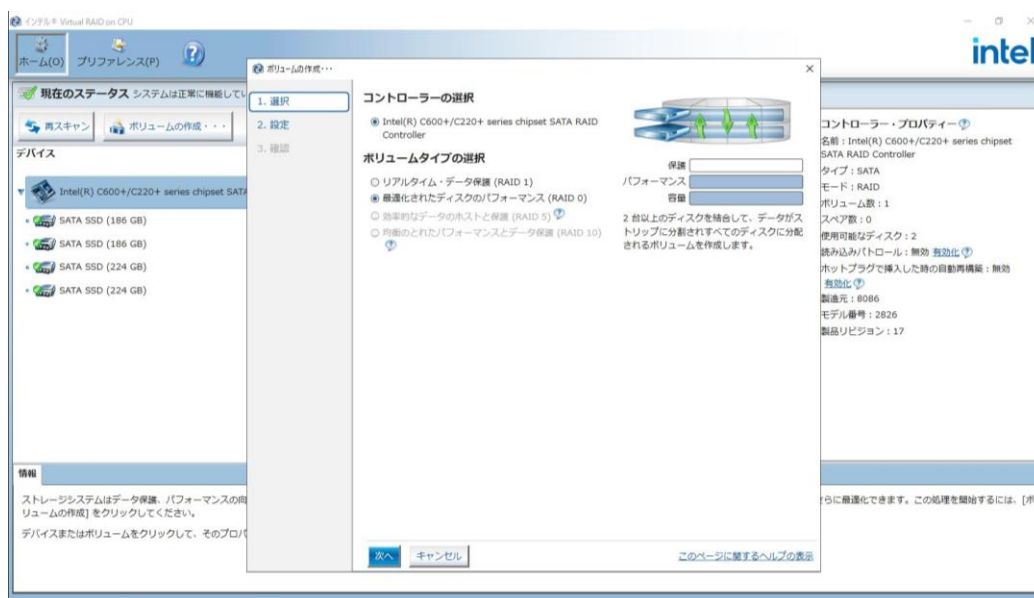 インテル® Virtual RAID on CPU
ホーム(O)
プリファレンス(P)
intel
現在のステータス システムは正常に機能してい
再スキャン
ボリュームの作成・・・
デバイス
Intel(R) C600+/C220+ series chipset SATA
SATA SSD (186 GB)
SATA SSD (186 GB)
SATA SSD (224 GB)
SATA SSD (224 GB)
ボリュームの作成・・・
1. 選択
2. 設定
3. 確認
コントローラーの選択
Intel(R) C600+/C220+ series chipset SATA RAID
Controller
ボリュームタイプの選択
リアルタイム・データ保護 (RAID 1)
最適化されたディスクのパフォーマンス (RAID 0)
効率的なデータのホストと保護 (RAID 5)
均衡のとれたパフォーマンスとデータ保護 (RAID 10)
保護
パフォーマンス
容量
2 台以上のディスクを結合して、データがス
トリップに分割されすべてのディスクに分配
されるボリュームを作成します。
次へ
キャンセル
このページに関するヘルプの表示
コントローラー・プロパティー
名前：Intel(R) C600+/C220+ series chipset
SATA RAID Controller
タイプ：SATA
モード：RAID
ボリューム数：1
スペア数：0
使用可能なディスク：2
読み込みパトロール：無効 有効化
ホットプラグで挿入した時の自動再構築：無効
有効化
製造元：8086
モデル番号：2826
製品リビジョン：17
情報
ストレージシステムはデータ保護、パフォーマンスの向
らに最適化できます。この処理を開始するには、[ボ
リュームの作成] をクリックしてください。
デバイスまたはボリュームをクリックして、そのプロパ